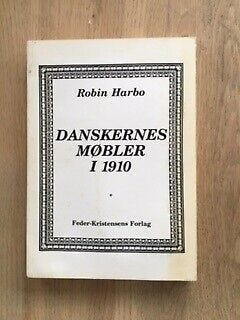 Robin Harbo
DANSKERNES
MØBLER
I 1910
Feder-Kristensens Forlag